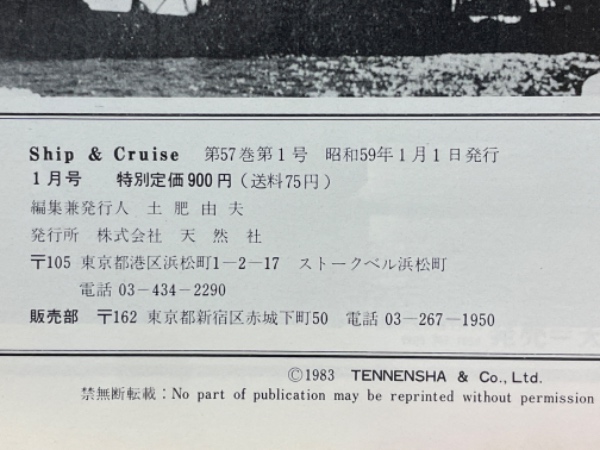 Ship & Cruise 第57巻第1号 昭和59年1月1日発行
1月号 特別定価900円(送料75円)
編集兼発行人 土肥由夫
発行所 株式会社 天然社
〒105 東京都港区浜松町1-2-17 ストークベル浜松町
電話 03-434-2290
販売部 〒162 東京都新宿区赤城下町50 電話 03-267-1950
©1983 TENNENSHA & Co., Ltd.
禁無断転載:No part of publication may be reprinted without permission